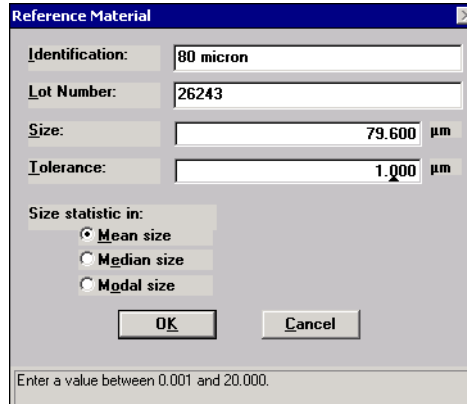 Reference Material
Identification: 80 micron
Lot Number: 26243
Size: 79.600 µm
Tolerance: 1.000 µm
Size statistic in:
Mean size
Median size
Modal size
OK Cancel
Enter a value between 0.001 and 20.000.